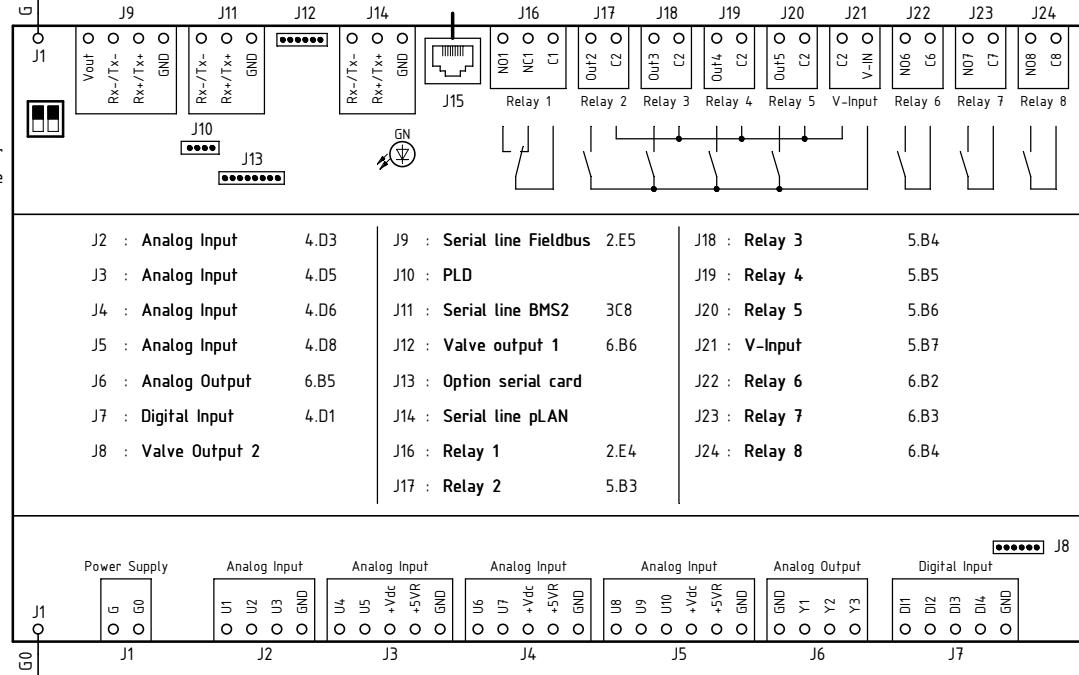 G J9 J11 J12 J14 J16 J17 J18 J19 J20 J21 J22 J23 J24
J1
Vout Rx-/Tx- Rx+/Tx+ GND Rx-/Tx- Rx+/Tx+ GND Rx-/Tx- Rx+/Tx+ GND NO1 NC1 C1 Out2 C2 Out3 C2 Out4 C2 Out5 C2 C2 V-IN NO6 C6 NO7 C7 NO8 C8
J15 Relay 1 Relay 2 Relay 3 Relay 4 Relay 5 V-Input Relay 6 Relay 7 Relay 8
J10
GN
J13
J2 : Analog Input 4.D3 J9 : Serial line Fieldbus 2.E5 J18 : Relay 3 5.B4
J3 : Analog Input 4.D5 J10 : PLD J19 : Relay 4 5.B5
J4 : Analog Input 4.D6 J11 : Serial line BMS2 3C8 J20 : Relay 5 5.B6
J5 : Analog Input 4.D8 J12 : Valve output 1 6.B6 J21 : V-Input 5.B7
J6 : Analog Output 6.B5 J13 : Option serial card J22 : Relay 6 6.B2
J7 : Digital Input 4.D1 J14 : Serial line pLAN J23 : Relay 7 6.B3
J8 : Valve Output 2 J16 : Relay 1 2.E4 J24 : Relay 8 6.B4
J17 : Relay 2 5.B3
J8
Power Supply Analog Input Analog Input Analog Input Analog Input Analog Output Digital Input
J1 G G0 U1 U2 U3 GND U4 U5 +Vdc +5VR GND U6 U7 +Vdc +5VR GND U8 U9 U10 +Vdc +5VR GND GND Y1 Y2 Y3 DI1 DI2 DI3 DI4 GND
G0 J1 J2 J3 J4 J5 J6 J7